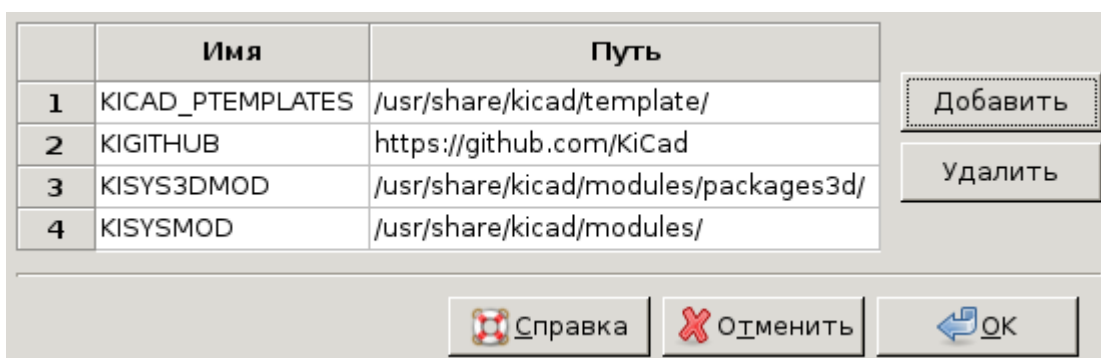 Имя Путь
1 KICAD_PTEMPLATES /usr/share/kicad/template/
Добавить
2 KIGITHUB https://github.com/KiCad
3 KISYS3DMOD /usr/share/kicad/modules/packages3d/
Удалить
4 KISYSMOD /usr/share/kicad/modules/
Справка Отменить OK